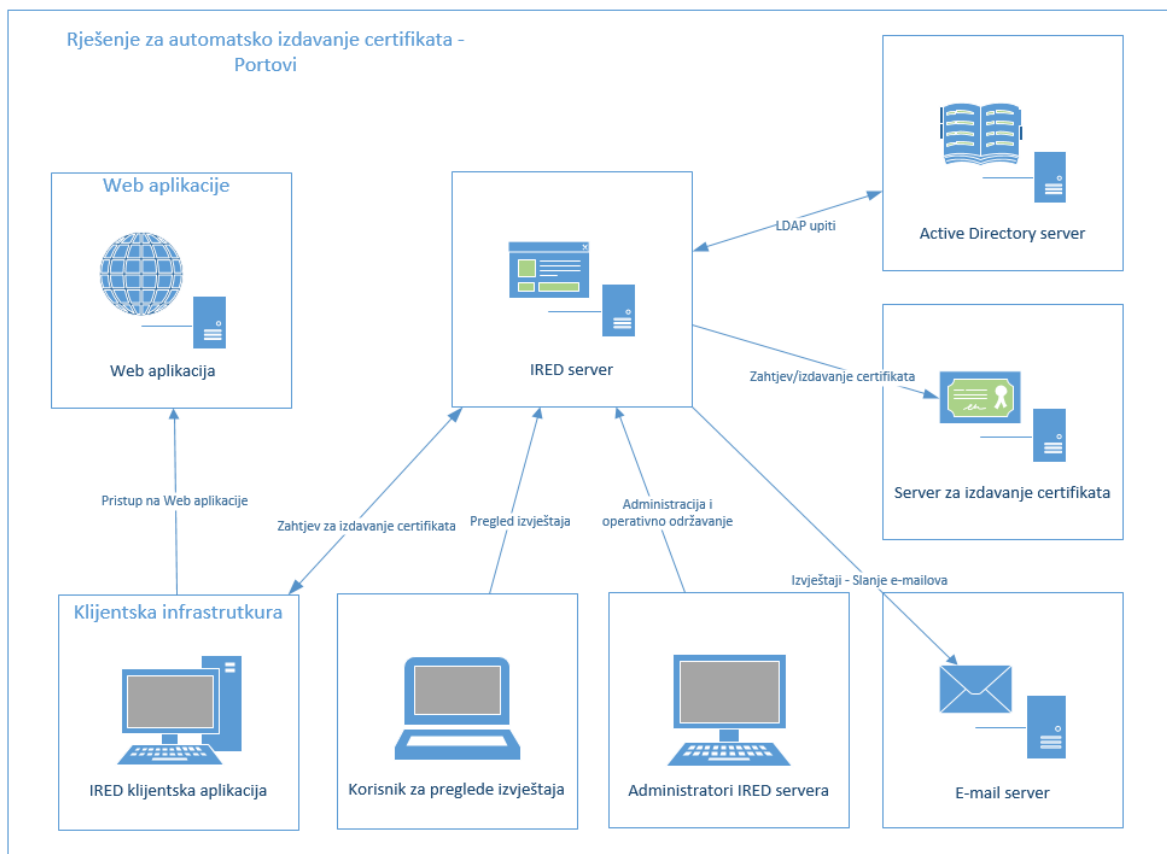 Rješenje za automatsko izdavanje certifikata -
Portovi
Web aplikacije
Web aplikacija
IRED server
LDAP upiti
Active Directory server
Zahtjev/izdavanje certifikata
Server za izdavanje certifikata
Pristup na Web aplikacije
Zahtjev za izdavanje certifikata
Pregled izvještaja
Administracija i
operativno održavanje
Izvještaji - Slanje e-mailova
Klijentska infrastrutkura
IRED klijentska aplikacija
Korisnik za preglede izvještaja
Administratori IRED servera
E-mail server